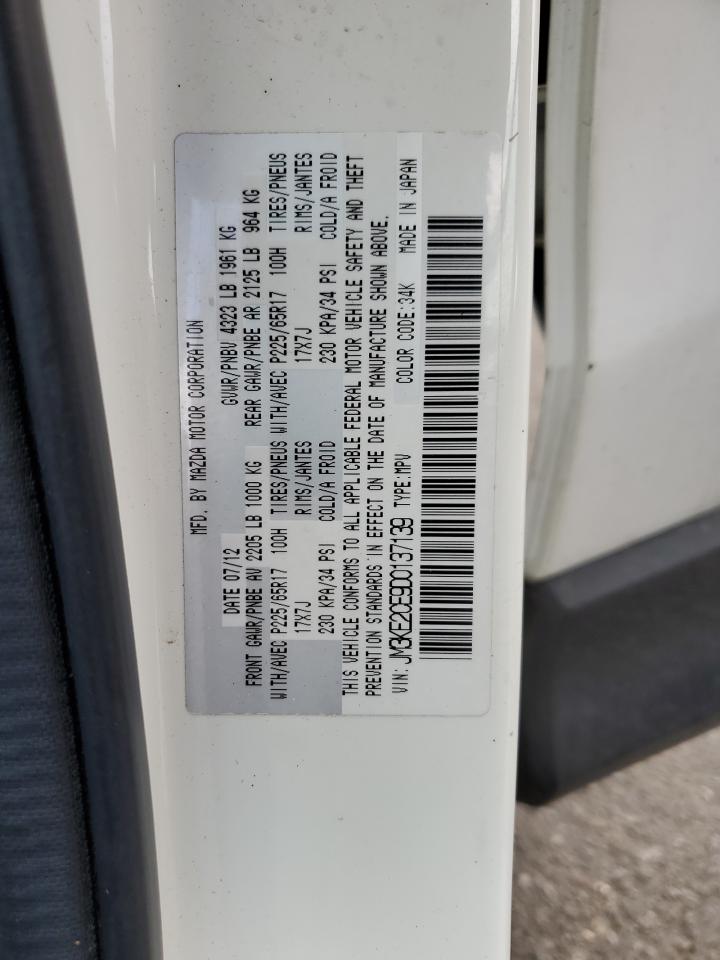 MFD. BY MAZDA MOTOR CORPORATION
DATE 07/12 GVWR/PNBV 4323 LB 1961 KG
FRONT GAWR/PNBE AV 2205 LB 1000 KG REAR GAWR/PNBE AR 2125 LB 964 KG
WITH/AVEC P225/65R17 100H TIRES/PNEUS WITH/AVEC P225/65R17 100H TIRES/PNEUS
17X7J RIMS/JANTES 17X7J RIMS/JANTES
230 KPA/34 PSI COLD/A FROID 230 KPA/34 PSI COLD/A FROID
THIS VEHICLE CONFORMS TO ALL APPLICABLE FEDERAL MOTOR VEHICLE SAFETY AND THEFT
PREVENTION STANDARDS IN EFFECT ON THE DATE OF MANUFACTURE SHOWN ABOVE.
VIN: JM3KE2CE9D0137139 TYPE:MPV COLOR CODE:34K MADE IN JAPAN